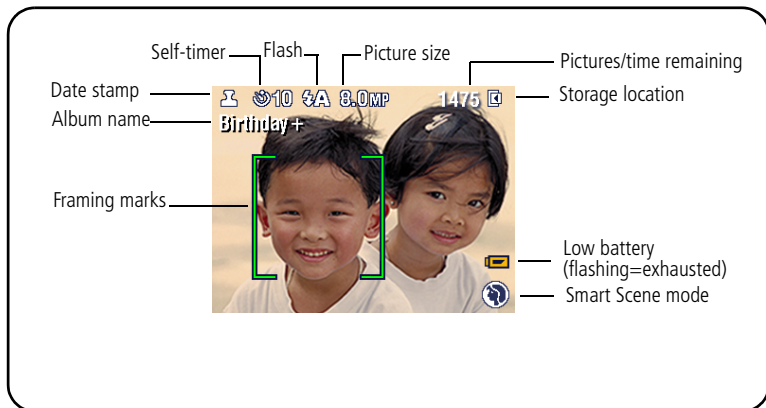 Self-timer Flash Picture size Pictures/time remaining
Date stamp Storage location
10 A 8.0MP 1475
Album name
Birthday+
Framing marks
Low battery
(flashing=exhausted)
Smart Scene mode